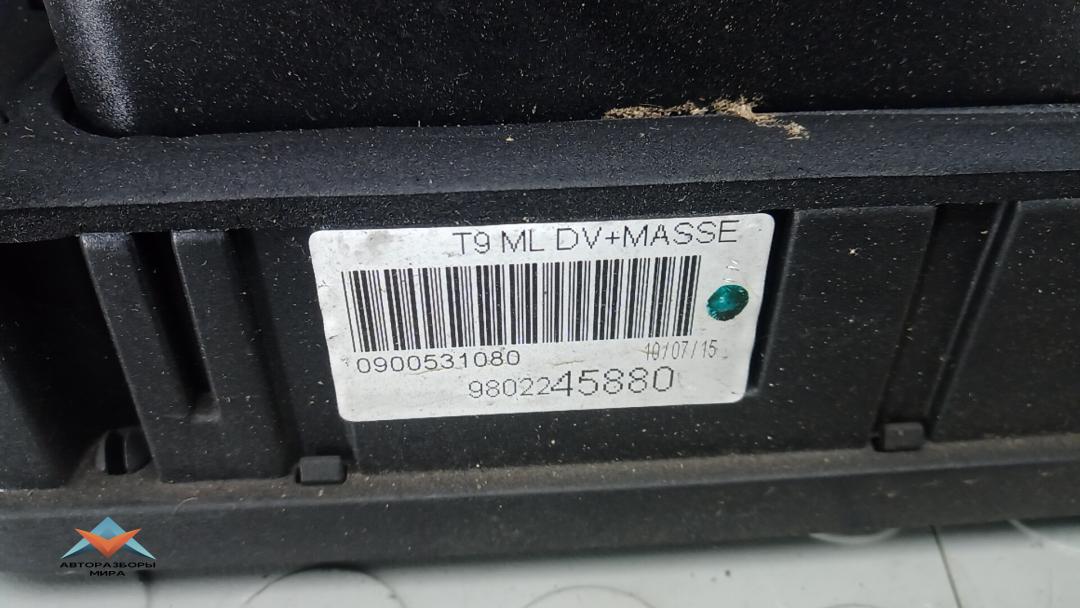 T9 ML DV+MASSE
0900531080
10/07/15
9802245880
АВТОРАЗБОРЫ
МИРА